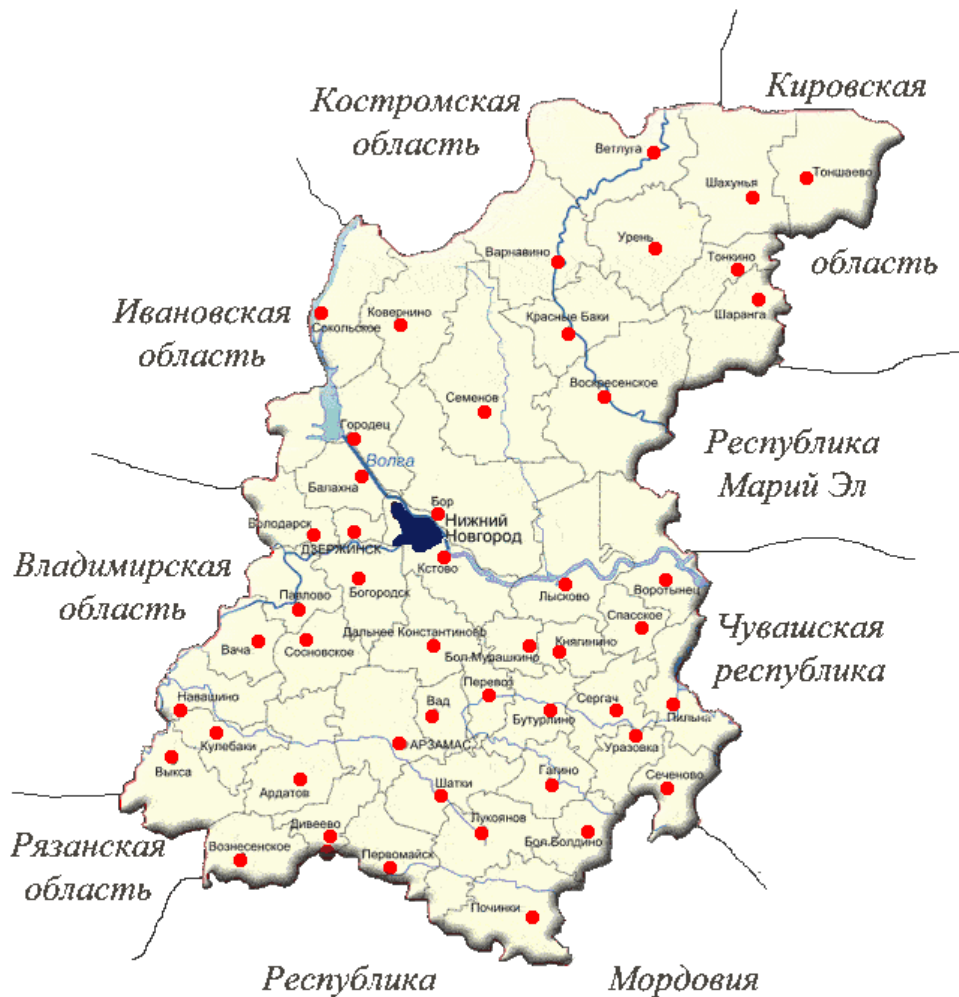 Кировская
Костромская
область
Ветлуга
Тоншаево
Шахунья
Урень
Варнавино
Тонкино
область
Шаранга
Ивановская
область
Сокольское
Ковернино
Красные Баки
Воскресенское
Семенов
Городец
Волга
Республика
Марий Эл
Балахна
Бор
Нижний
Новгород
Володарск
ДЗЕРЖИНСК
Кстово
Владимирская
область
Богородск
Лысково
Воротынец
Павлово
Спасское
Чувашская
республика
Вача
Сосновское
Дальнее Константиново
Бол.Мурашкино
Княгинино
Навашино
Перевоз
Вад
Бутурлино
Сергач
Пильна
Кулебаки
АРЗАМАС
Уразовка
Выкса
Ардатов
Шатки
Гагино
Сеченово
Дивеево
Лукоянов
Бол.Болдино
Рязанская
область
Вознесенское
Первомайск
Починки
Республика
Мордовия